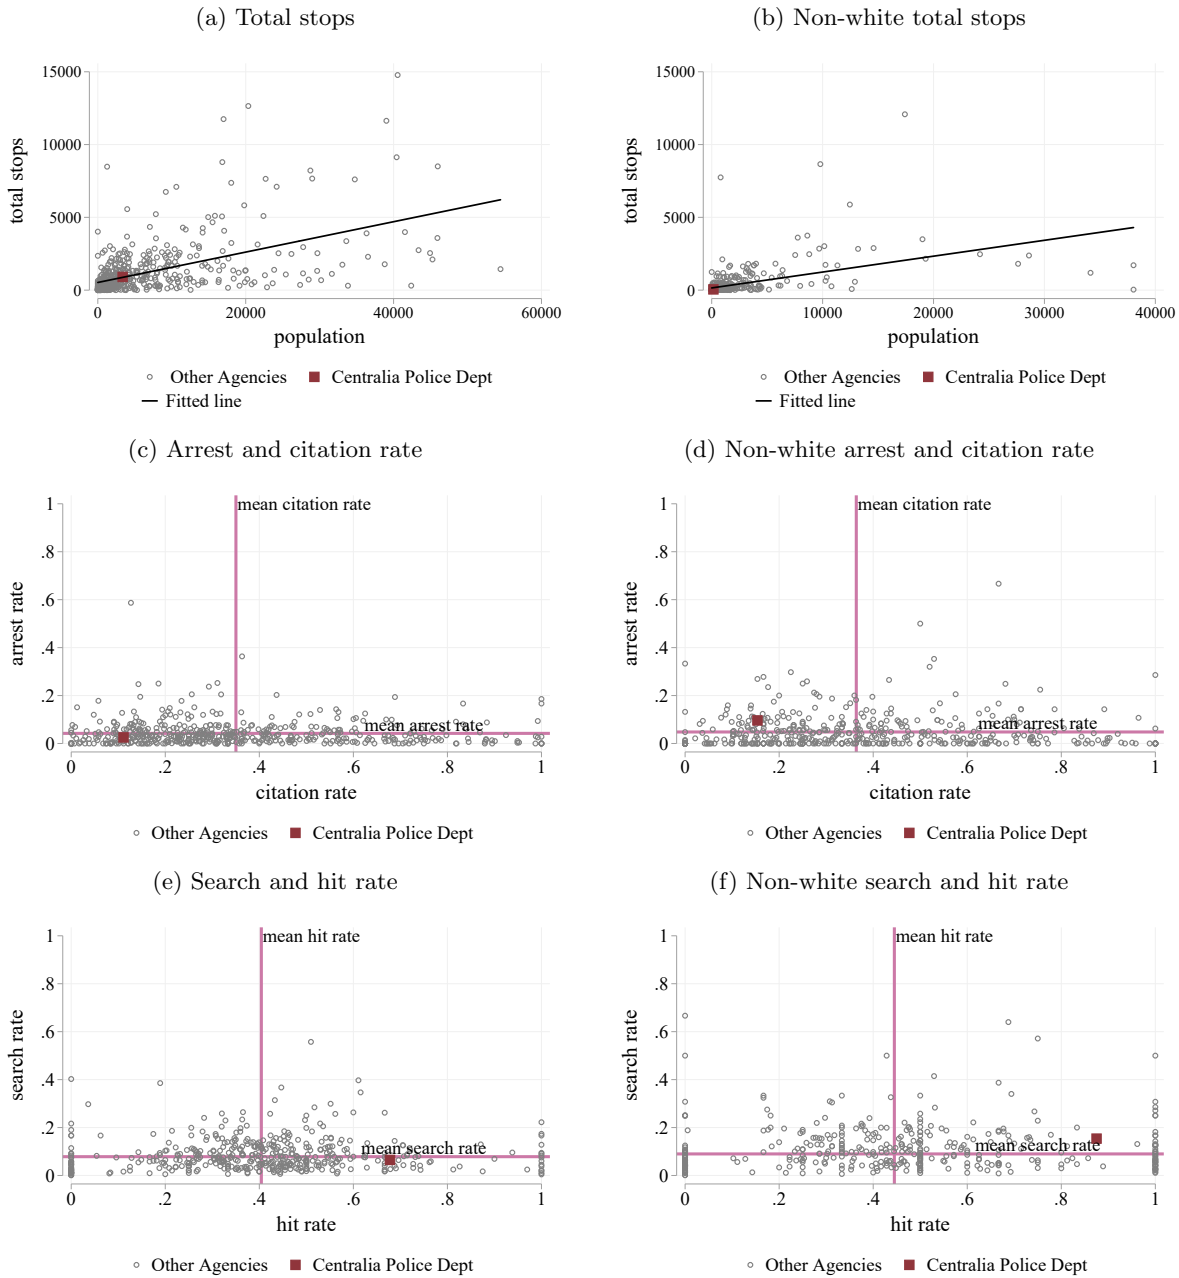 (a) Total stops
(b) Non-white total stops
15000
10000
5000
0
total stops
0 20000 40000 60000
population
Other Agencies Centralia Police Dept
Fitted line
15000
10000
5000
0
total stops
0 10000 20000 30000 40000
population
Other Agencies Centralia Police Dept
Fitted line
(c) Arrest and citation rate
(d) Non-white arrest and citation rate
1
.8
.6
.4
.2
0
arrest rate
mean citation rate
mean arrest rate
0 .2 .4 .6 .8 1
citation rate
Other Agencies Centralia Police Dept
1
.8
.6
.4
.2
0
arrest rate
mean citation rate
mean arrest rate
0 .2 .4 .6 .8 1
citation rate
Other Agencies Centralia Police Dept
(e) Search and hit rate
(f) Non-white search and hit rate
1
.8
.6
.4
.2
0
search rate
mean hit rate
mean search rate
0 .2 .4 .6 .8 1
hit rate
Other Agencies Centralia Police Dept
1
.8
.6
.4
.2
0
search rate
mean hit rate
mean search rate
0 .2 .4 .6 .8 1
hit rate
Other Agencies Centralia Police Dept